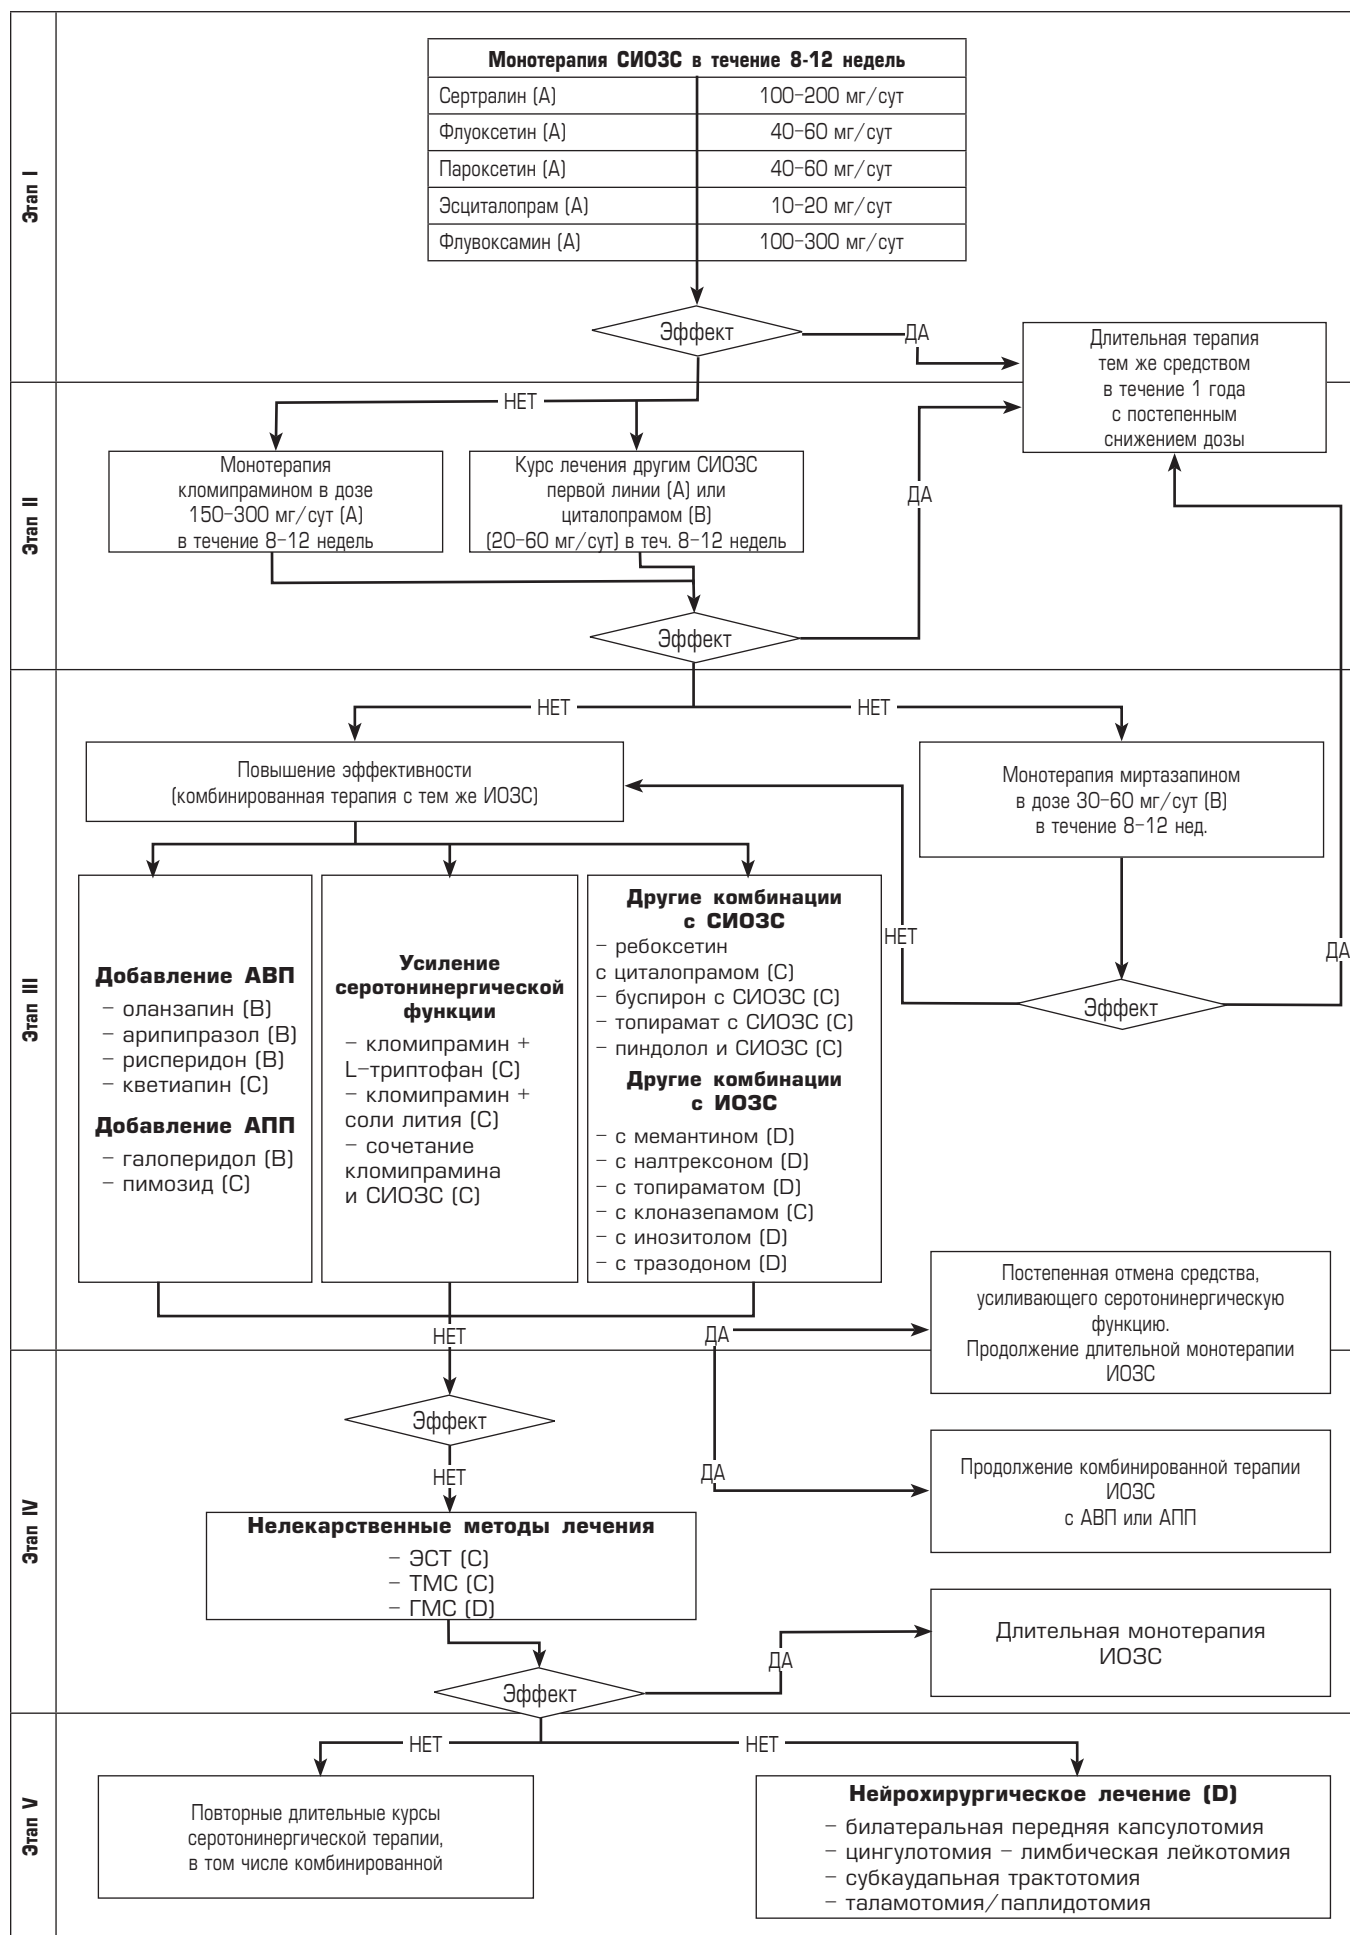 Этап I
Монотерапия СИОЗС в течение 8-12 недель
Сертралин (А) 100–200 мг/сут
Флуоксетин (А) 40–60 мг/сут
Пароксетин (А) 40–60 мг/сут
Эсциталопрам (А) 10–20 мг/сут
Флувоксамин (А) 100–300 мг/сут
Эффект
ДА
Длительная терапия
тем же средством
в течение 1 года
с постепенным
снижением дозы
Этап II
НЕТ
Монотерапия
кломипрамином в дозе
150–300 мг/сут (А)
в течение 8–12 недель
Курс лечения другим СИОЗС
первой линии (А) или
циталопрамом (В)
(20–60 мг/сут) в теч. 8–12 недель
ДА
Эффект
Этап III
НЕТ
НЕТ
Повышение эффективности
(комбинированная терапия с тем же ИОЗС)
Монотерапия миртазапином
в дозе 30–60 мг/сут (В)
в течение 8–12 нед.
НЕТ
ДА
Эффект
Добавление АВП
– оланзапин (В)
– арипипразол (В)
– рисперидон (В)
– кветиапин (С)
Добавление АПП
– галоперидол (В)
– пимозид (С)
Усиление
серотонинергической
функции
– кломипрамин +
L–триптофан (С)
– кломипрамин +
соли лития (С)
– сочетание
кломипрамина
и СИОЗС (С)
Другие комбинации
с СИОЗС
– ребоксетин
с циталопрамом (С)
– буспирон с СИОЗС (С)
– топирамат с СИОЗС (С)
– пиндолол и СИОЗС (С)
Другие комбинации
с ИОЗС
– с мемантином (D)
– с налтрексоном (D)
– с топираматом (D)
– с клоназепамом (С)
– с инозитолом (D)
– с тразодоном (D)
НЕТ
ДА
Постепенная отмена средства,
усиливающего серотонинергическую
функцию.
Продолжение длительной монотерапии
ИОЗС
Этап IV
Эффект
НЕТ
ДА
Продолжение комбинированной терапии
ИОЗС
с АВП или АПП
Нелекарственные методы лечения
– ЭСТ (С)
– ТМС (С)
– ГМС (D)
ДА
Длительная монотерапия
ИОЗС
Эффект
Этап V
НЕТ
НЕТ
Повторные длительные курсы
серотонинергической терапии,
в том числе комбинированной
Нейрохирургическое лечение (D)
– билатеральная передняя капсулотомия
– цингулотомия – лимбическая лейкотомия
– субкаудапьная трактотомия
– таламотомия/паплидотомия